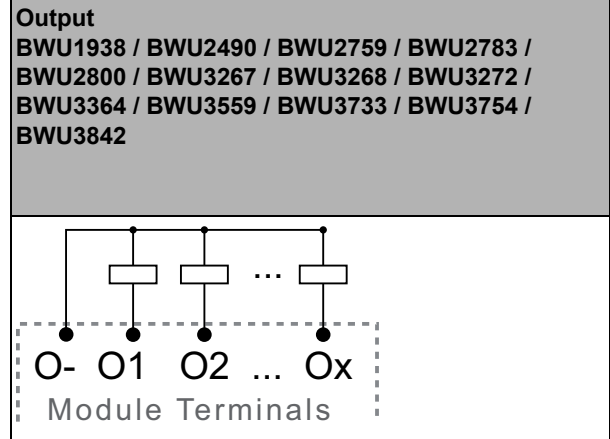 Output
BWU1938 / BWU2490 / BWU2759 / BWU2783 /
BWU2800 / BWU3267 / BWU3268 / BWU3272 /
BWU3364 / BWU3559 / BWU3733 / BWU3754 /
BWU3842
...
O- O1 O2 ... Ox
Module Terminals